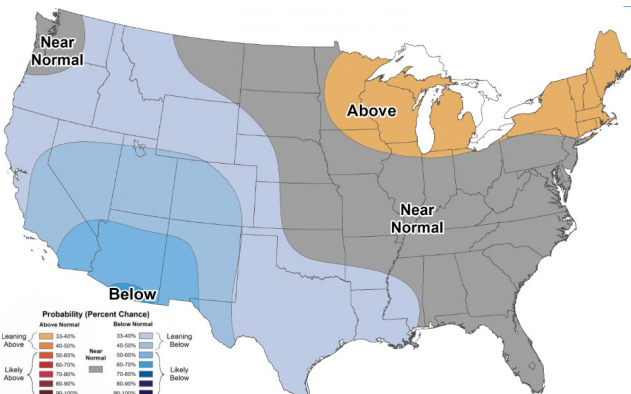 Near
Normal
Above
Near
Normal
Below
Probability (Percent Chance)
Above Normal
Below Normal
Leaning
Above
33-40%
40-50%
Likely
Above
50-60%
60-70%
70-80%
80-90%
90-100%
Near
Normal
33-40%
40-50%
Leaning
Below
50-60%
60-70%
70-80%
80-90%
90-100%
Likely
Below